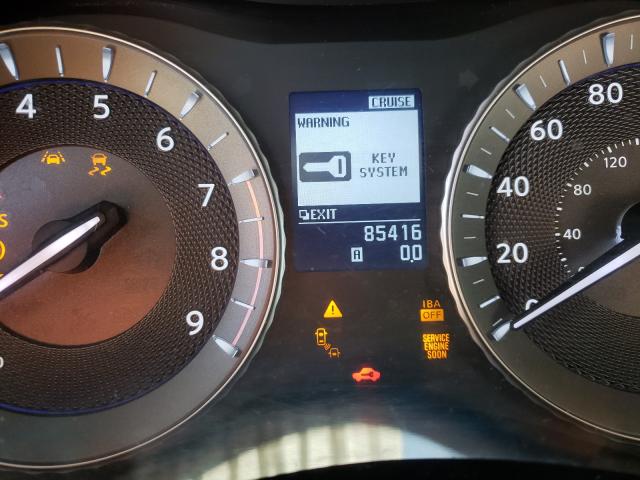 CRUISE
WARNING
KEY
SYSTEM
EXIT
85416
A 0.0
4 5 6 7 8 9
0 20 40 60 80
40 80 120
IBA
OFF
SERVICE
ENGINE
SOON